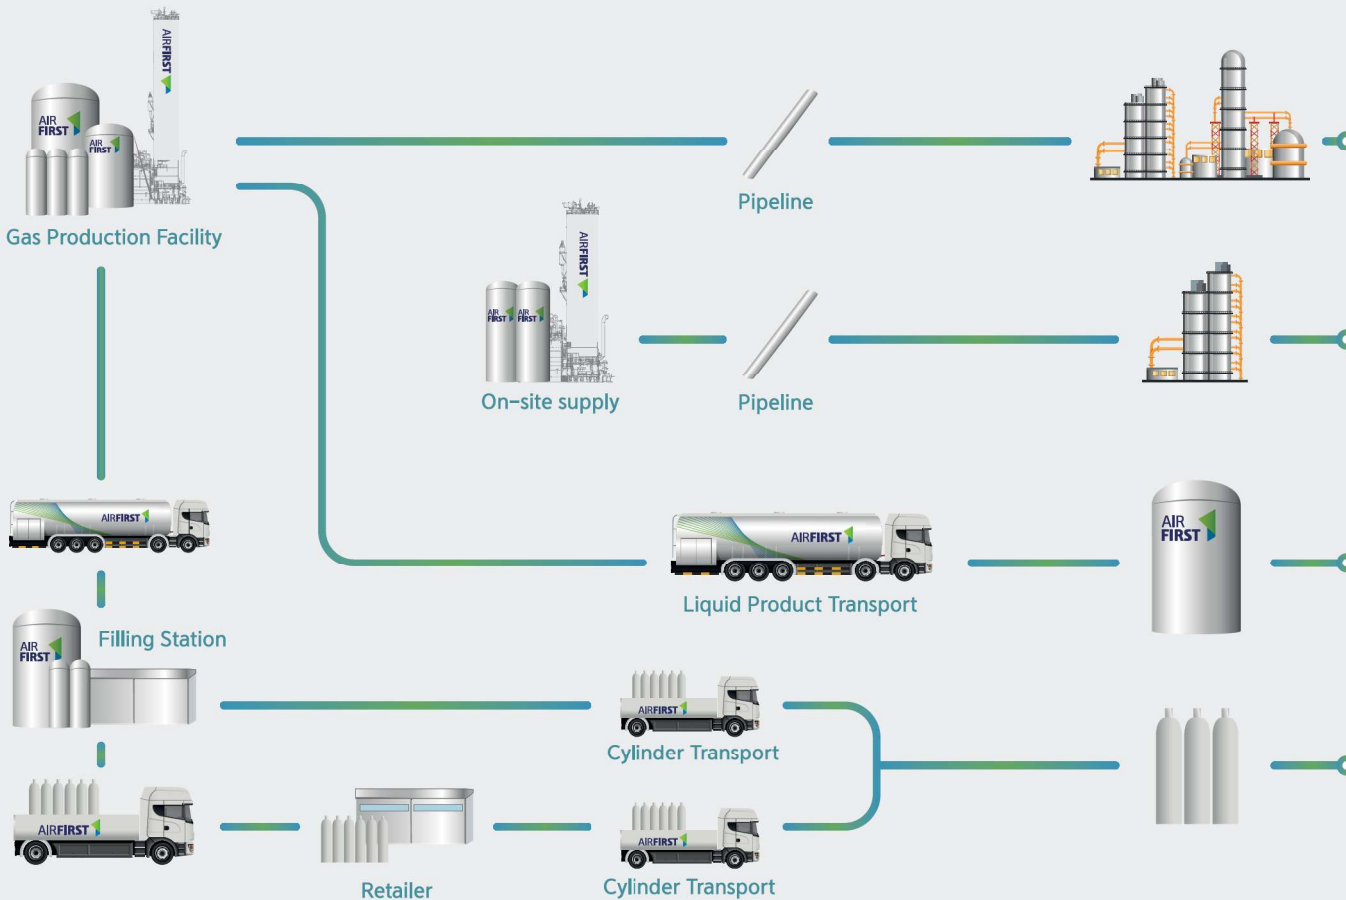 AIRFIRST
AIR
FIRST
AIR
FIRST
Gas Production Facility
Pipeline
AIRFIRST
AIR
FIRST
AIR
FIRST
On-site supply
Pipeline
AIRFIRST
AIRFIRST
Liquid Product Transport
AIR
FIRST
AIR
FIRST
Filling Station
AIRFIRST
Cylinder Transport
AIRFIRST
Retailer
AIRFIRST
Cylinder Transport